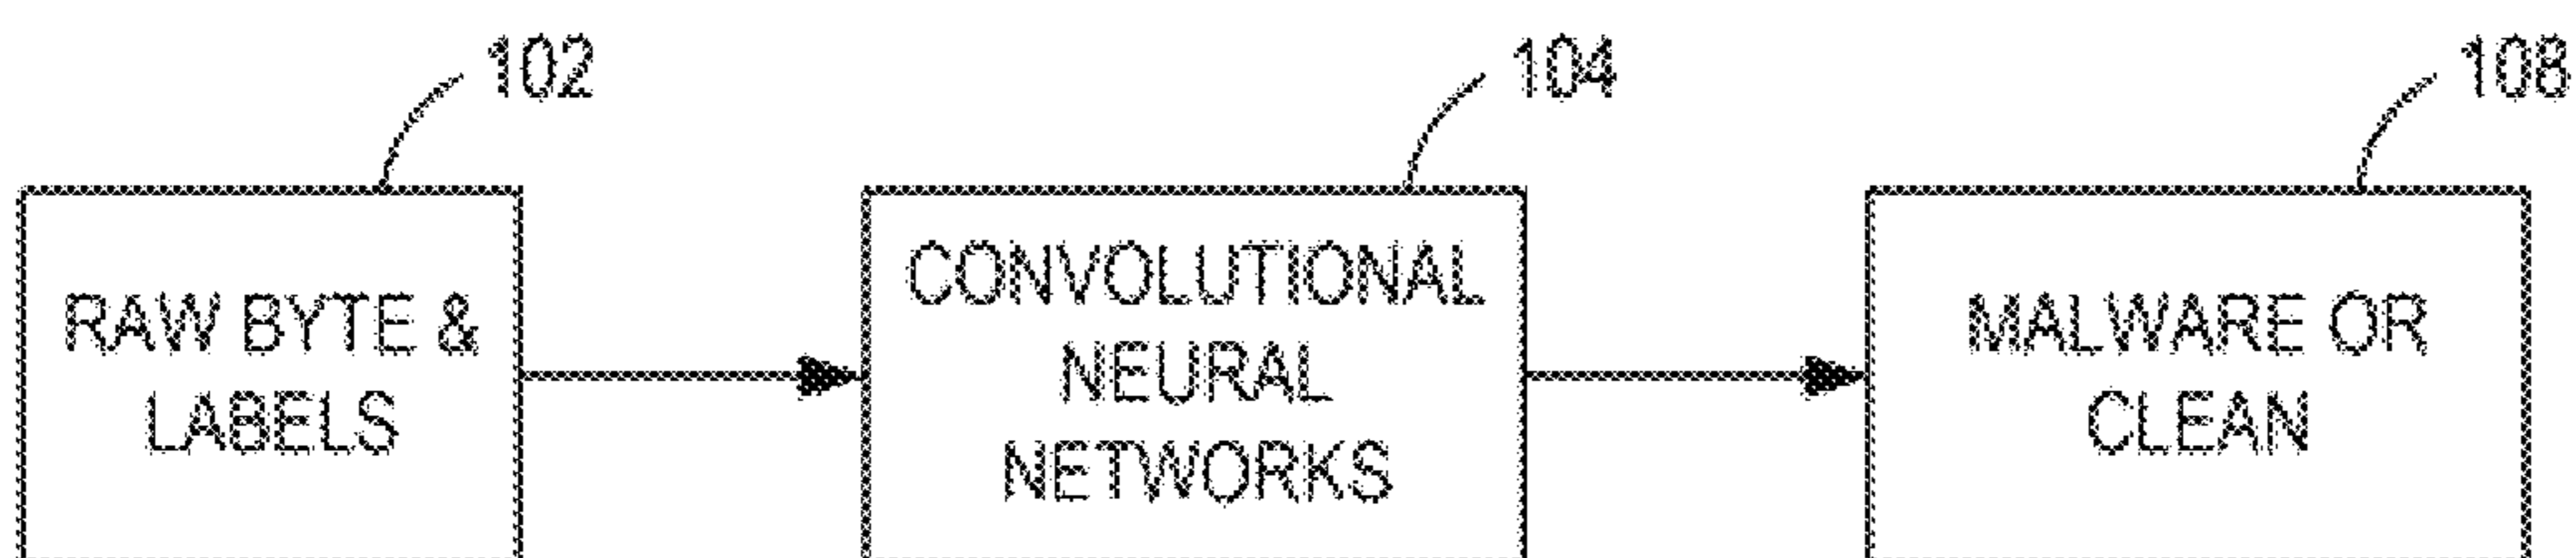 102
104
108
RAW BYTE &
LABELS
CONVOLUTIONAL
NEURAL
NETWORKS
MALWARE OR
CLEAN